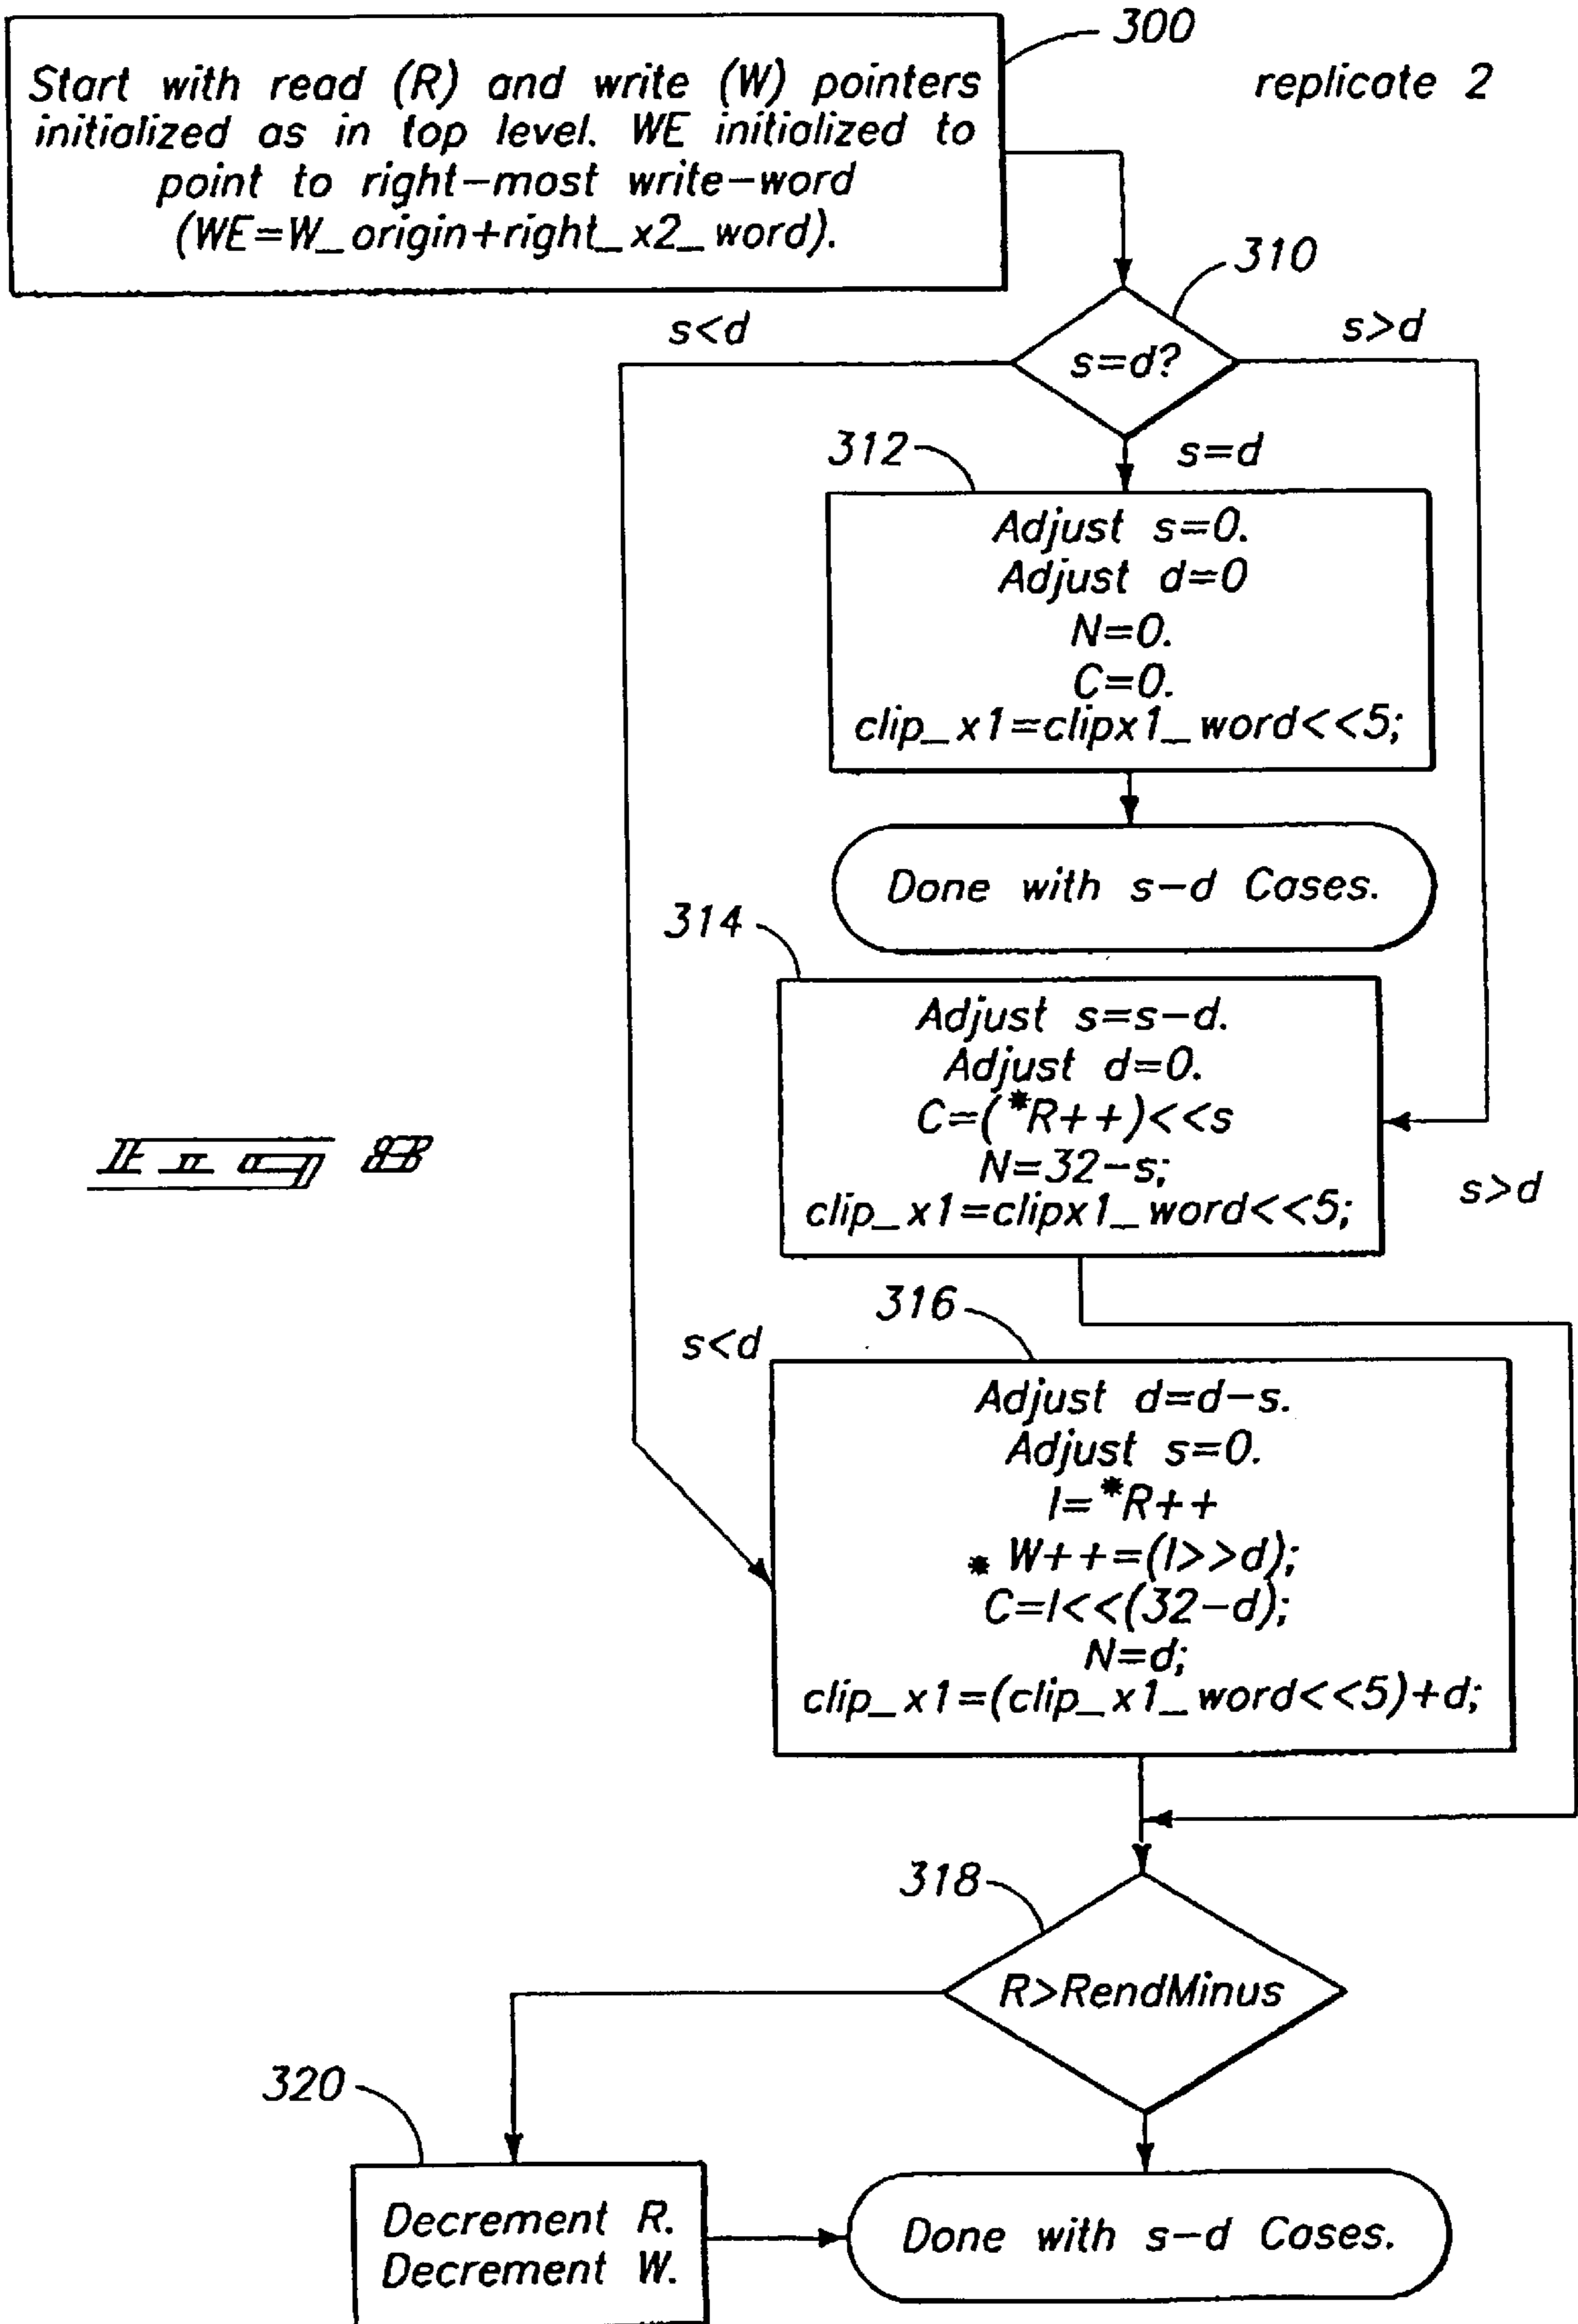 300
replicate 2
Start with read (R) and write (W) pointers
initialized as in top level. WE initialized to
point to right-most write-word
(WE=W_origin+right_x2_word).
310
s<d
s>d
s=d?
312
s=d
Adjust s=0.
Adjust d=0
N=0.
C=0.
clip_x1=clipx1_word<<5;
Done with s-d Cases.
314
Adjust s=s-d.
Adjust d=0.
C=(*R++)<<s
N=32-s;
clip_x1=clipx1_word<<5;
s>d
Fig 8
316
s<d
Adjust d=d-s.
Adjust s=0.
I=*R++
* W++=(I>>d);
C=I<<(32-d);
N=d;
clip_x1=(clip_x1_word<<5)+d;
318
R>RendMinus
320
Decrement R.
Decrement W.
Done with s-d Cases.